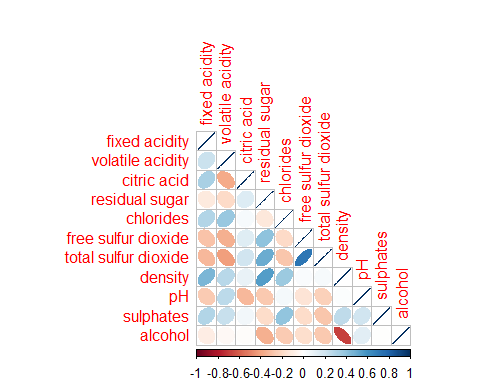 fixed acidity
volatile acidity
citric acid
residual sugar
chlorides
free sulfur dioxide
total sulfur dioxide
density
pH
sulphates
alcohol
fixed acidity
volatile acidity
citric acid
residual sugar
chlorides
free sulfur dioxide
total sulfur dioxide
density
pH
sulphates
alcohol
-1 -0.8 -0.6 -0.4 -0.2 0 0.2 0.4 0.6 0.8 1